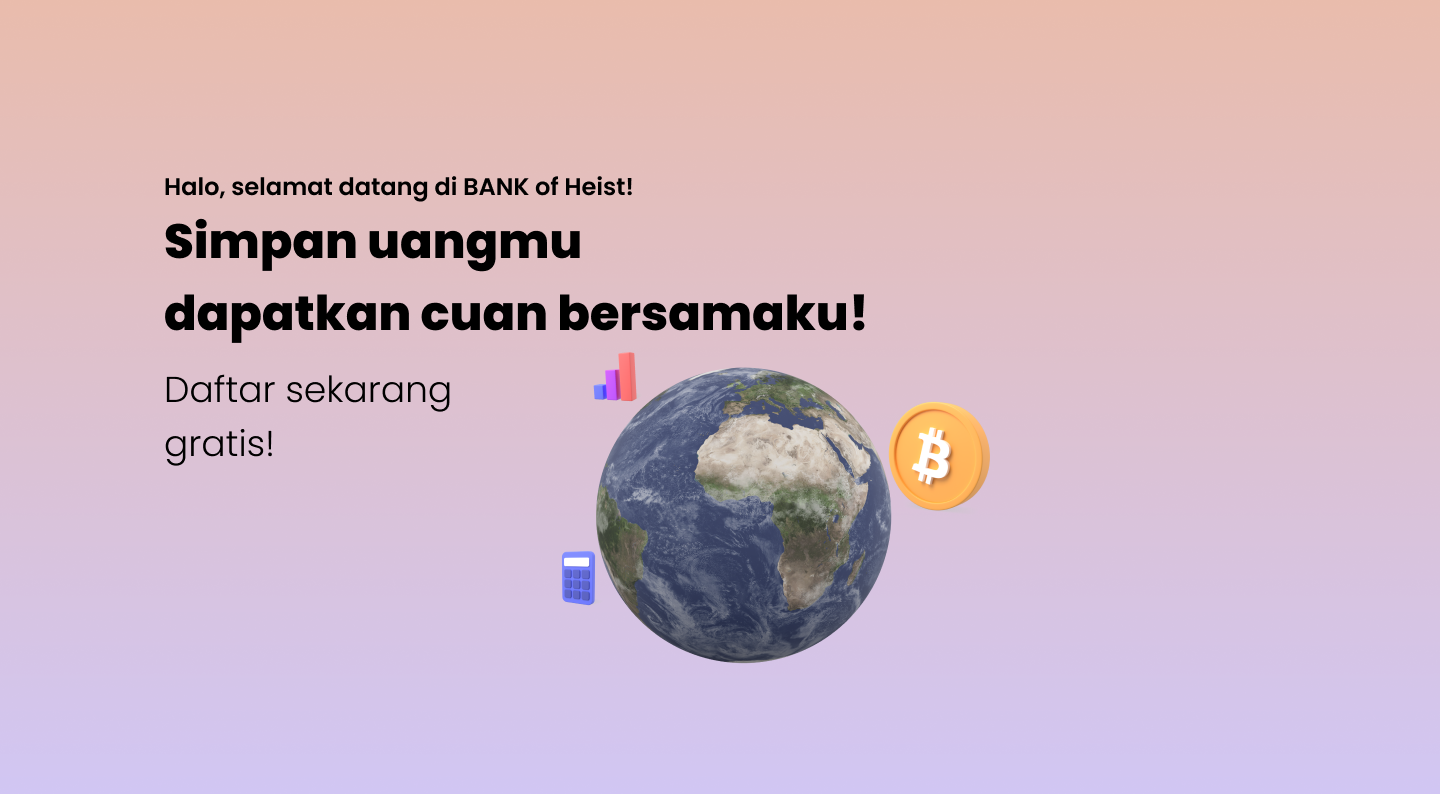 Halo, selamat datang di BANK of Heist!
Simpan uangmu
dapatkan cuan bersamaku!
Daftar sekarang
gratis!